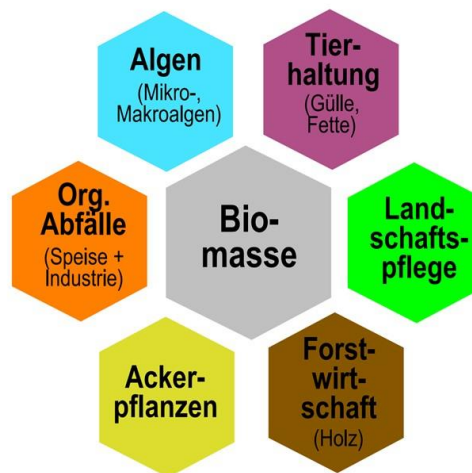 Algen
(Mikro-,
Makroalgen)
Tier-
haltung
(Gülle,
Fette)
Org.
Abfälle
(Speise +
Industrie)
Bio-
masse
Land-
schafts-
pflege
Acker-
pflanzen
Forst-
wirt-
schaft
(Holz)